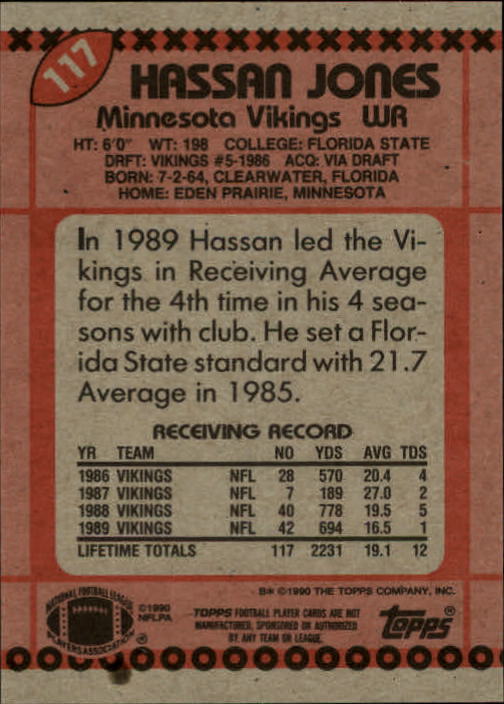 117
HASSAN JONES
Minnesota Vikings WR
HT: 6'0" WT: 198 COLLEGE: FLORIDA STATE
DRFT: VIKINGS #5-1986 ACQ: VIA DRAFT
BORN: 7-2-64, CLEARWATER, FLORIDA
HOME: EDEN PRAIRIE, MINNESOTA
In 1989 Hassan led the Vi-
kings in Receiving Average
for the 4th time in his 4 sea-
sons with club. He set a Flor-
ida State standard with 21.7
Average in 1985.
RECEIVING RECORD
YR TEAM NO YDS AVG TDS
1986 VIKINGS NFL 28 570 20.4 4
1987 VIKINGS NFL 7 189 27.0 2
1988 VIKINGS NFL 40 778 19.5 5
1989 VIKINGS NFL 42 694 16.5 1
LIFETIME TOTALS 117 2231 19.1 12
B* ©1990 THE TOPPS COMPANY, INC.
NATIONAL FOOTBALL LEAGUE
PLAYERS ASSOCIATION ®
©1990
NFLPA
TOPPS FOOTBALL PLAYER CARDS ARE NOT
MANUFACTURED, SPONSORED OR AUTHORIZED
BY ANY TEAM OR LEAGUE.
topps®